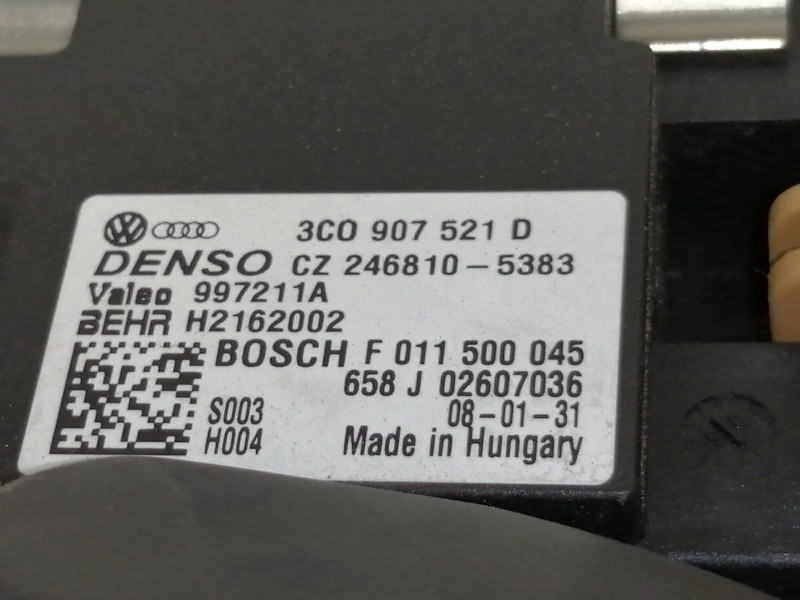 3C0 907 521 D
DENSO CZ 246810-5383
Valeo 997211A
BEHR H2162002
BOSCH F 011 500 045
658 J 02607036
S003 08-01-31
H004 Made in Hungary